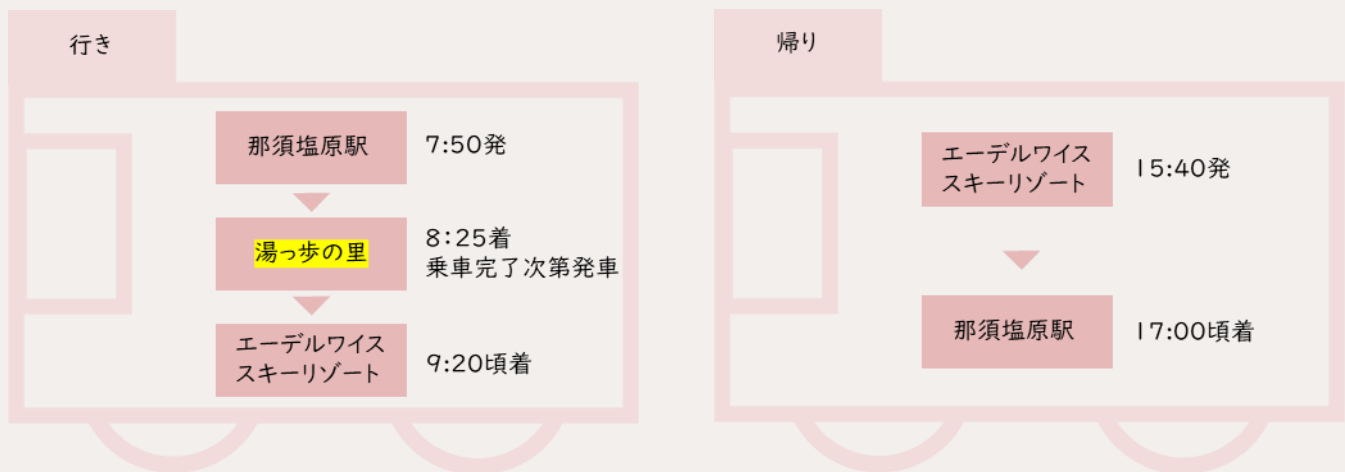 行き
那須塩原駅
7:50発
湯っ歩の里
8:25着
乗車完了次第発車
エーデルワイス
スキーリゾート
9:20頃着
帰り
エーデルワイス
スキーリゾート
15:40発
那須塩原駅
17:00頃着